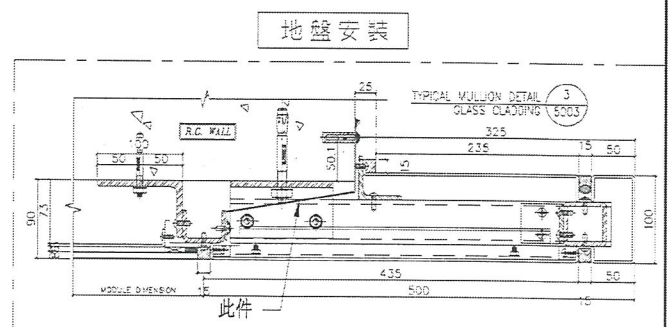 地盤安裝
25
TYPICAL MULLION DETAIL 3
GLASS CLADDING 5003
325
R.C. WALL
100
235 15 50
50 50
50.1
15
90
73
100
435 50
MODULE DIMENSION 15 500 15
此件